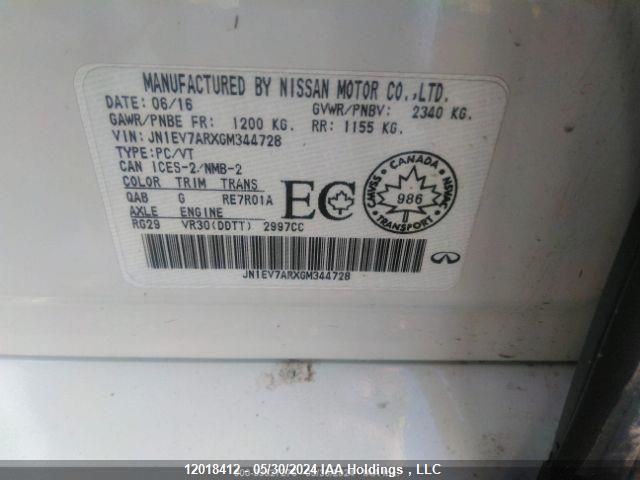 MANUFACTURED BY NISSAN MOTOR CO.,LTD.
DATE: 06/16 GVWR/PNBV: 2340 KG.
GAWR/PNBE FR: 1200 KG. RR: 1155 KG.
VIN: JN1EV7ARXGM344728
TYPE:PC/VT
CAN ICES-2/NMB-2
COLOR TRIM TRANS
QAB G RE7R01A
AXLE ENGINE
RG29 VR30(DDTT) 2997CC
EC
CANADA
CMVSS NSVAC
986
TRANSPORT
JN1EV7ARXGM344728
12018412 - 05/30/2024 IAA Holdings , LLC